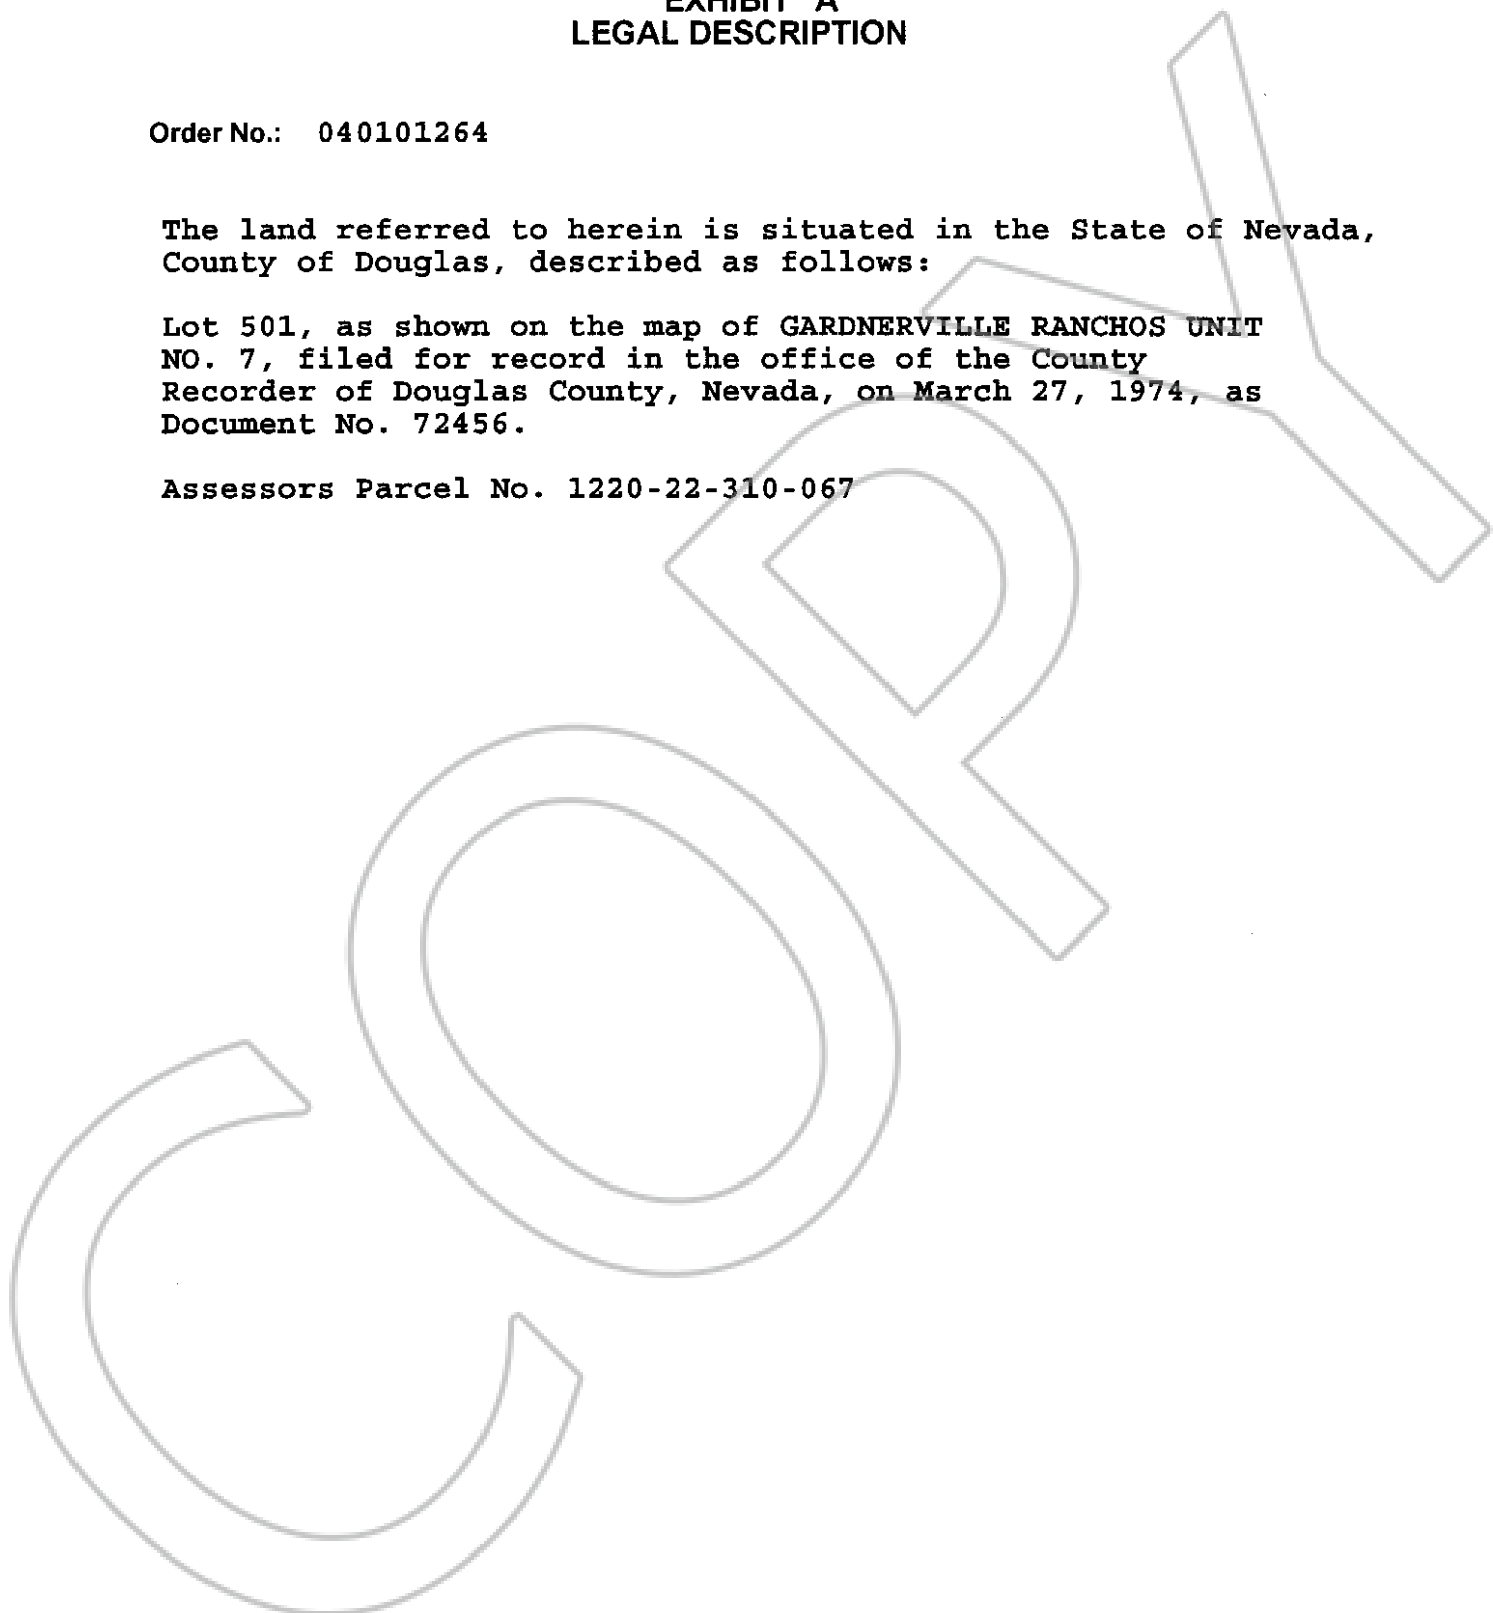 EXHIBIT "A"
LEGAL DESCRIPTION
Order No.: 040101264
The land referred to herein is situated in the State of Nevada,
County of Douglas, described as follows:
Lot 501, as shown on the map of GARDNERVILLE RANCHOS UNIT
NO. 7, filed for record in the office of the County
Recorder of Douglas County, Nevada, on March 27, 1974, as
Document No. 72456.
Assessors Parcel No. 1220-22-310-067
COPY